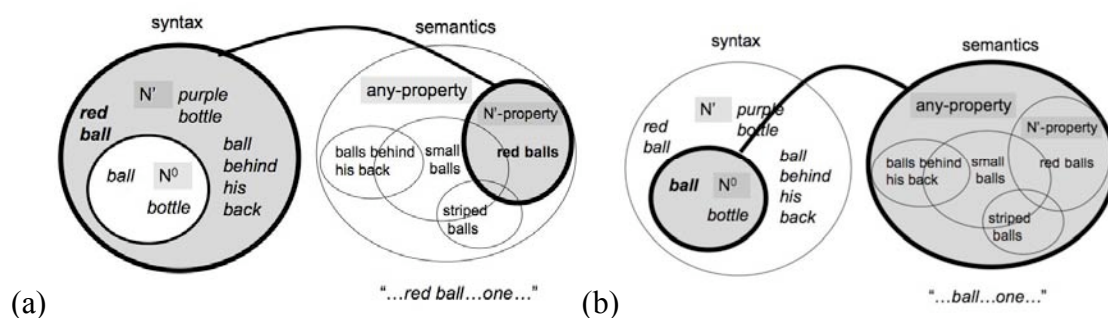 syntax
semantics
N' purple
bottle
red
ball
ball N⁰
bottle
ball
behind
his
back
any-property
N'-property
balls behind
his back
small
balls
red balls
striped
balls
(a)
"...red ball...one..."
syntax
semantics
N' purple
bottle
red
ball
ball N⁰
bottle
ball
behind
his
back
any-property
N'-property
balls behind
his back
small
balls
red balls
striped
balls
(b)
"...ball...one..."